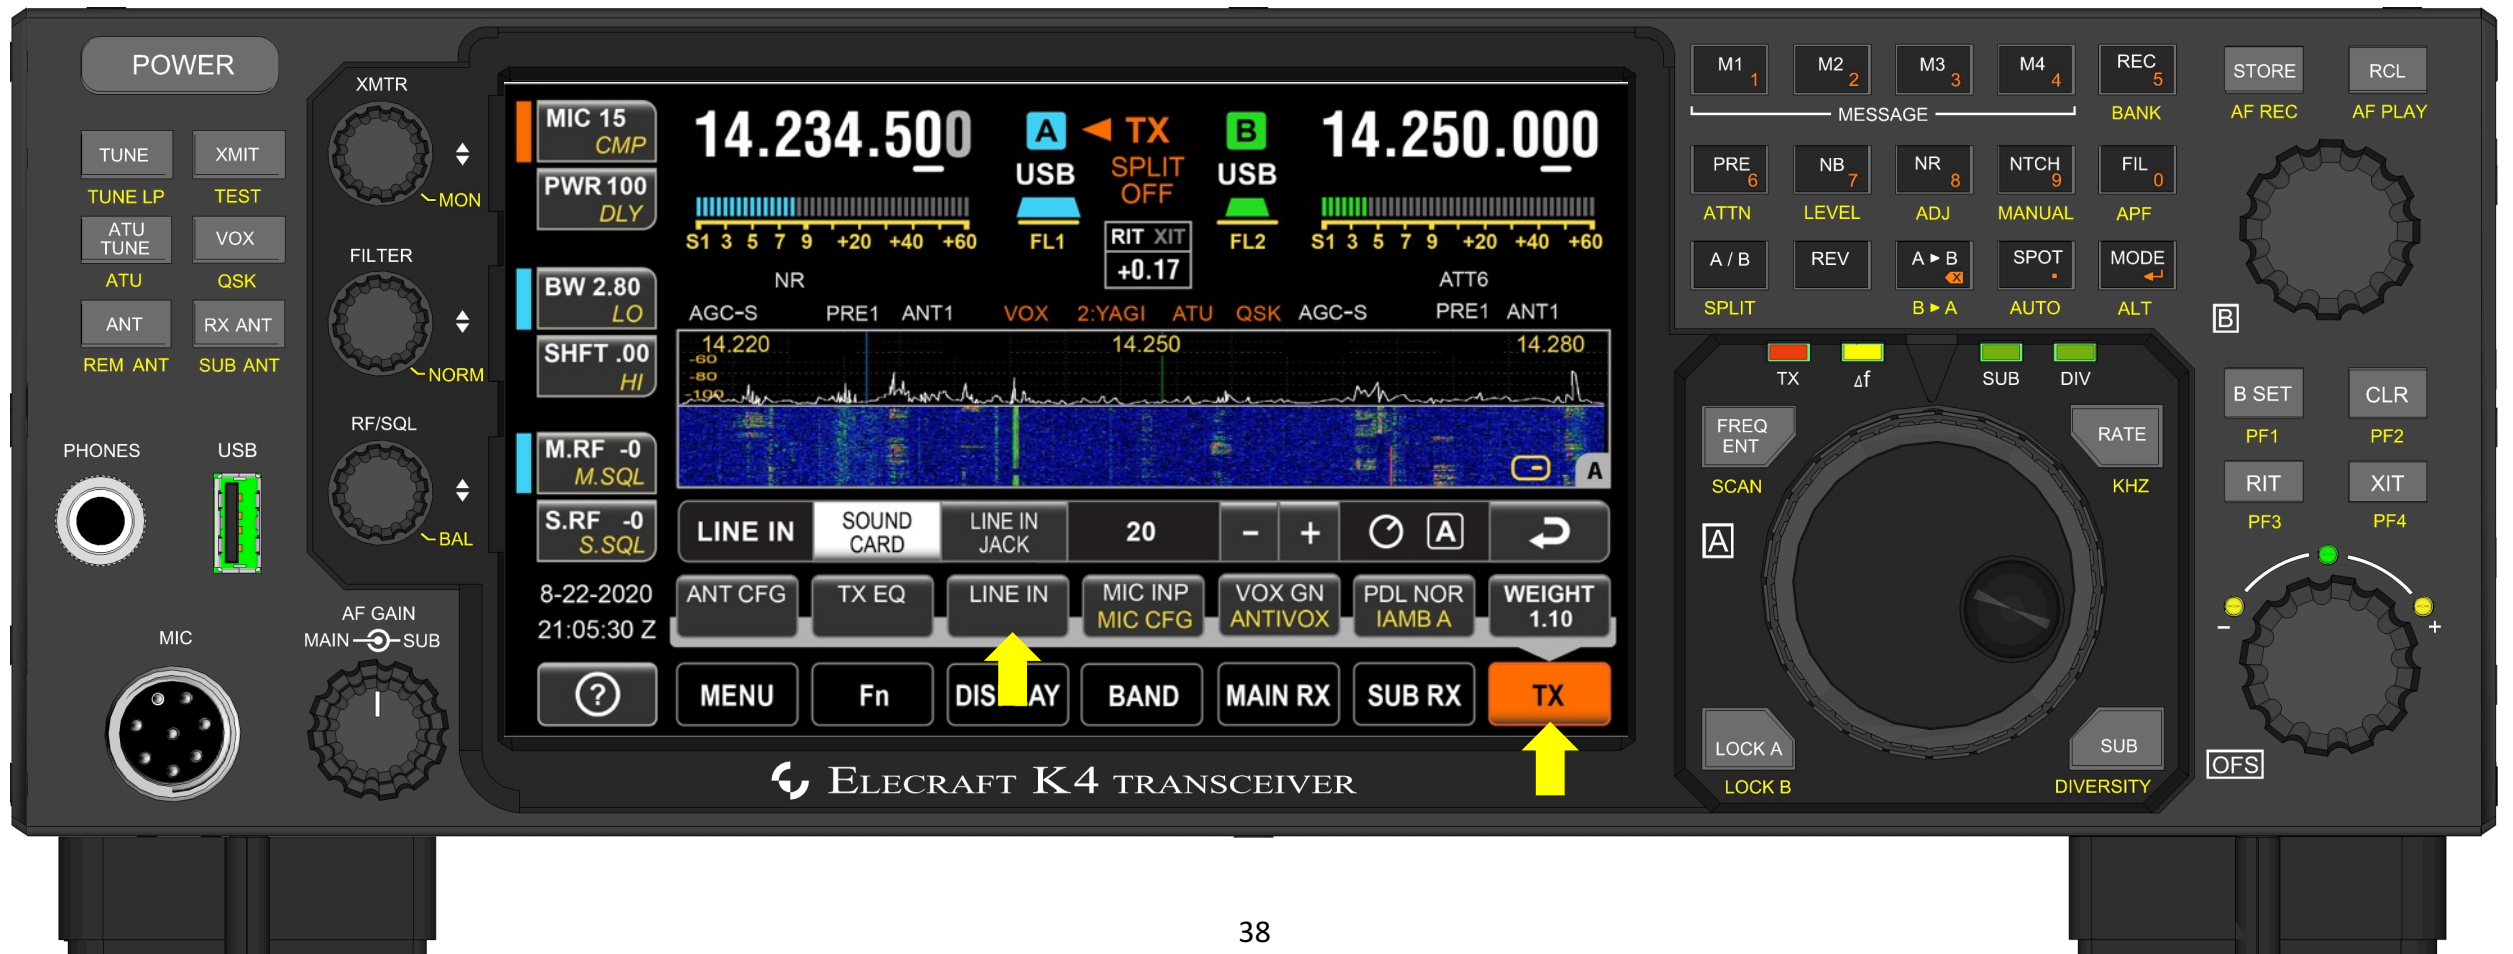 POWER
TUNE XMIT
TUNE LP TEST
ATU TUNE VOX
ATU QSK
ANT RX ANT
REM ANT SUB ANT
PHONES USB
MIC
XMTR
MON
FILTER
NORM
RF/SQL
BAL
AF GAIN
MAIN SUB
MIC 15
CMP
PWR 100
DLY
BW 2.80
LO
SHFT .00
HI
M.RF -0
M.SQL
S.RF -0
S.SQL
8-22-2020
21:05:30 Z
?
14.234.500 A TX B 14.250.000
USB SPLIT OFF USB
S1 3 5 7 9 +20 +40 +60 FL1 RIT XIT FL2 S1 3 5 7 9 +20 +40 +60
+0.17
NR ATT6
AGC-S PRE1 ANT1 VOX 2:YAGI ATU QSK AGC-S PRE1 ANT1
14.220 14.250 14.280
-60
-80
-100
A
LINE IN SOUND CARD LINE IN JACK 20 - + A
ANT CFG TX EQ LINE IN MIC INP VOX GN PDL NOR WEIGHT
MIC CFG ANTIVOX IAMB A 1.10
MENU Fn DIS AY BAND MAIN RX SUB RX TX
ELECRAFT K4 TRANSCEIVER
M1 1 M2 2 M3 3 M4 4 REC 5
MESSAGE BANK
PRE 6 NB 7 NR 8 NTCH 9 FIL 0
ATTN LEVEL ADJ MANUAL APF
A / B REV A ▸ B SPOT . MODE
SPLIT B ▸ A AUTO ALT
STORE RCL
AF REC AF PLAY
B
TX Δf SUB DIV
FREQ ENT RATE
SCAN KHZ
A
LOCK A SUB
LOCK B DIVERSITY
B SET CLR
PF1 PF2
RIT XIT
PF3 PF4
- +
OFS
38